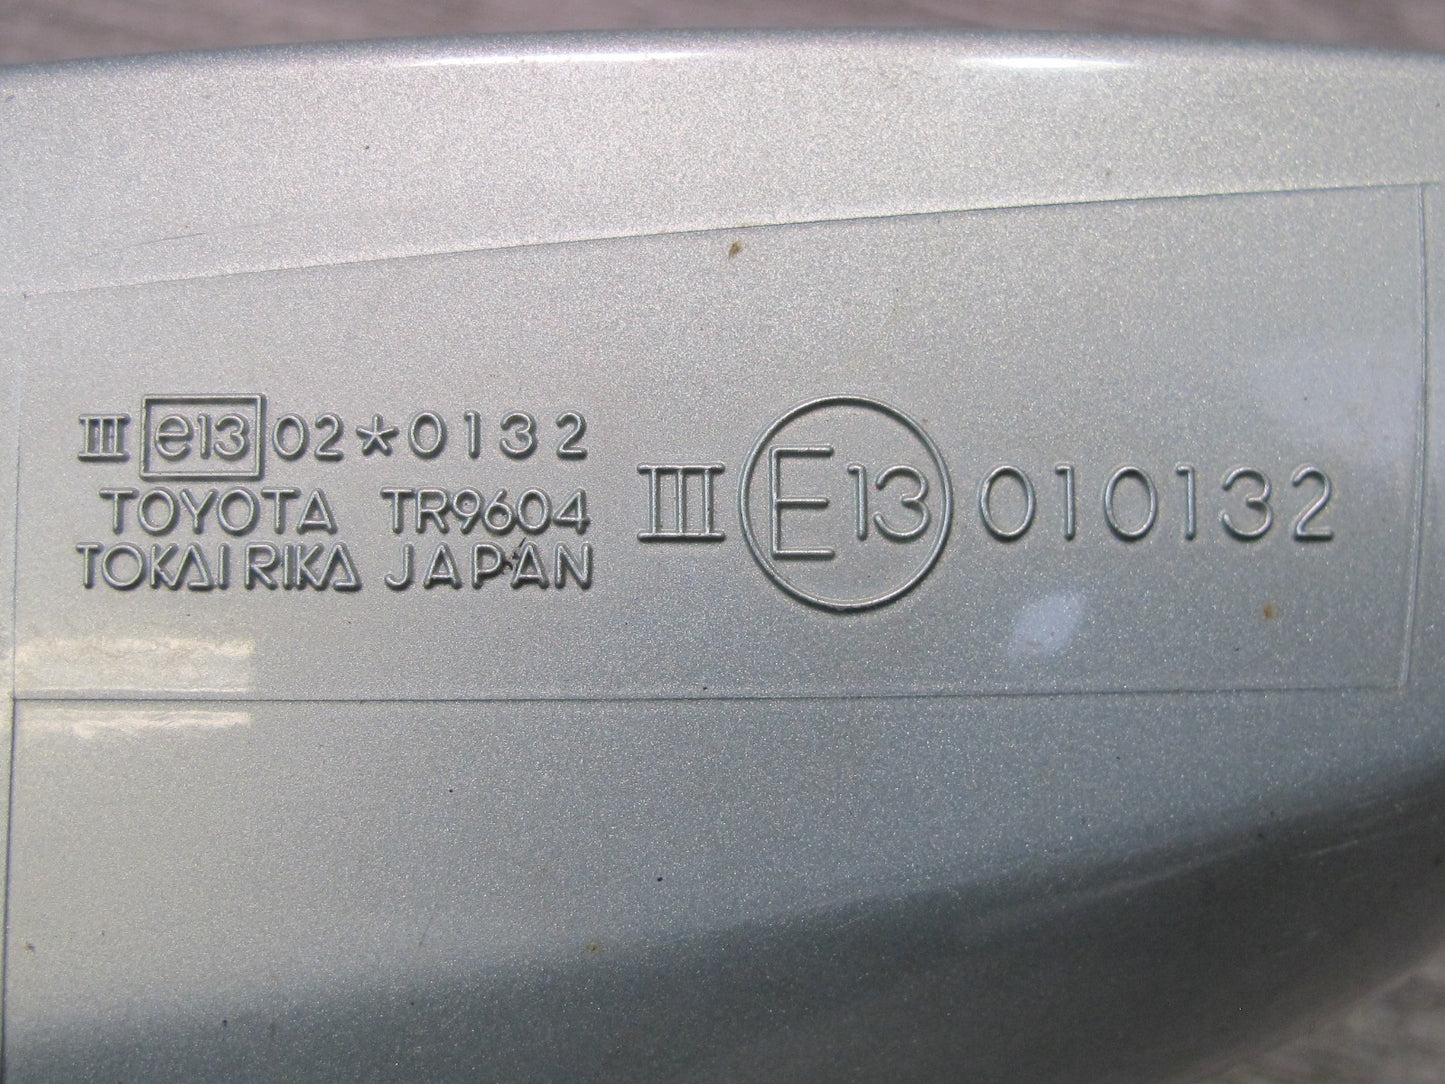 III e13 02*0132
TOYOTA TR9604
TOKAI RIKA JAPAN
III E13 010132